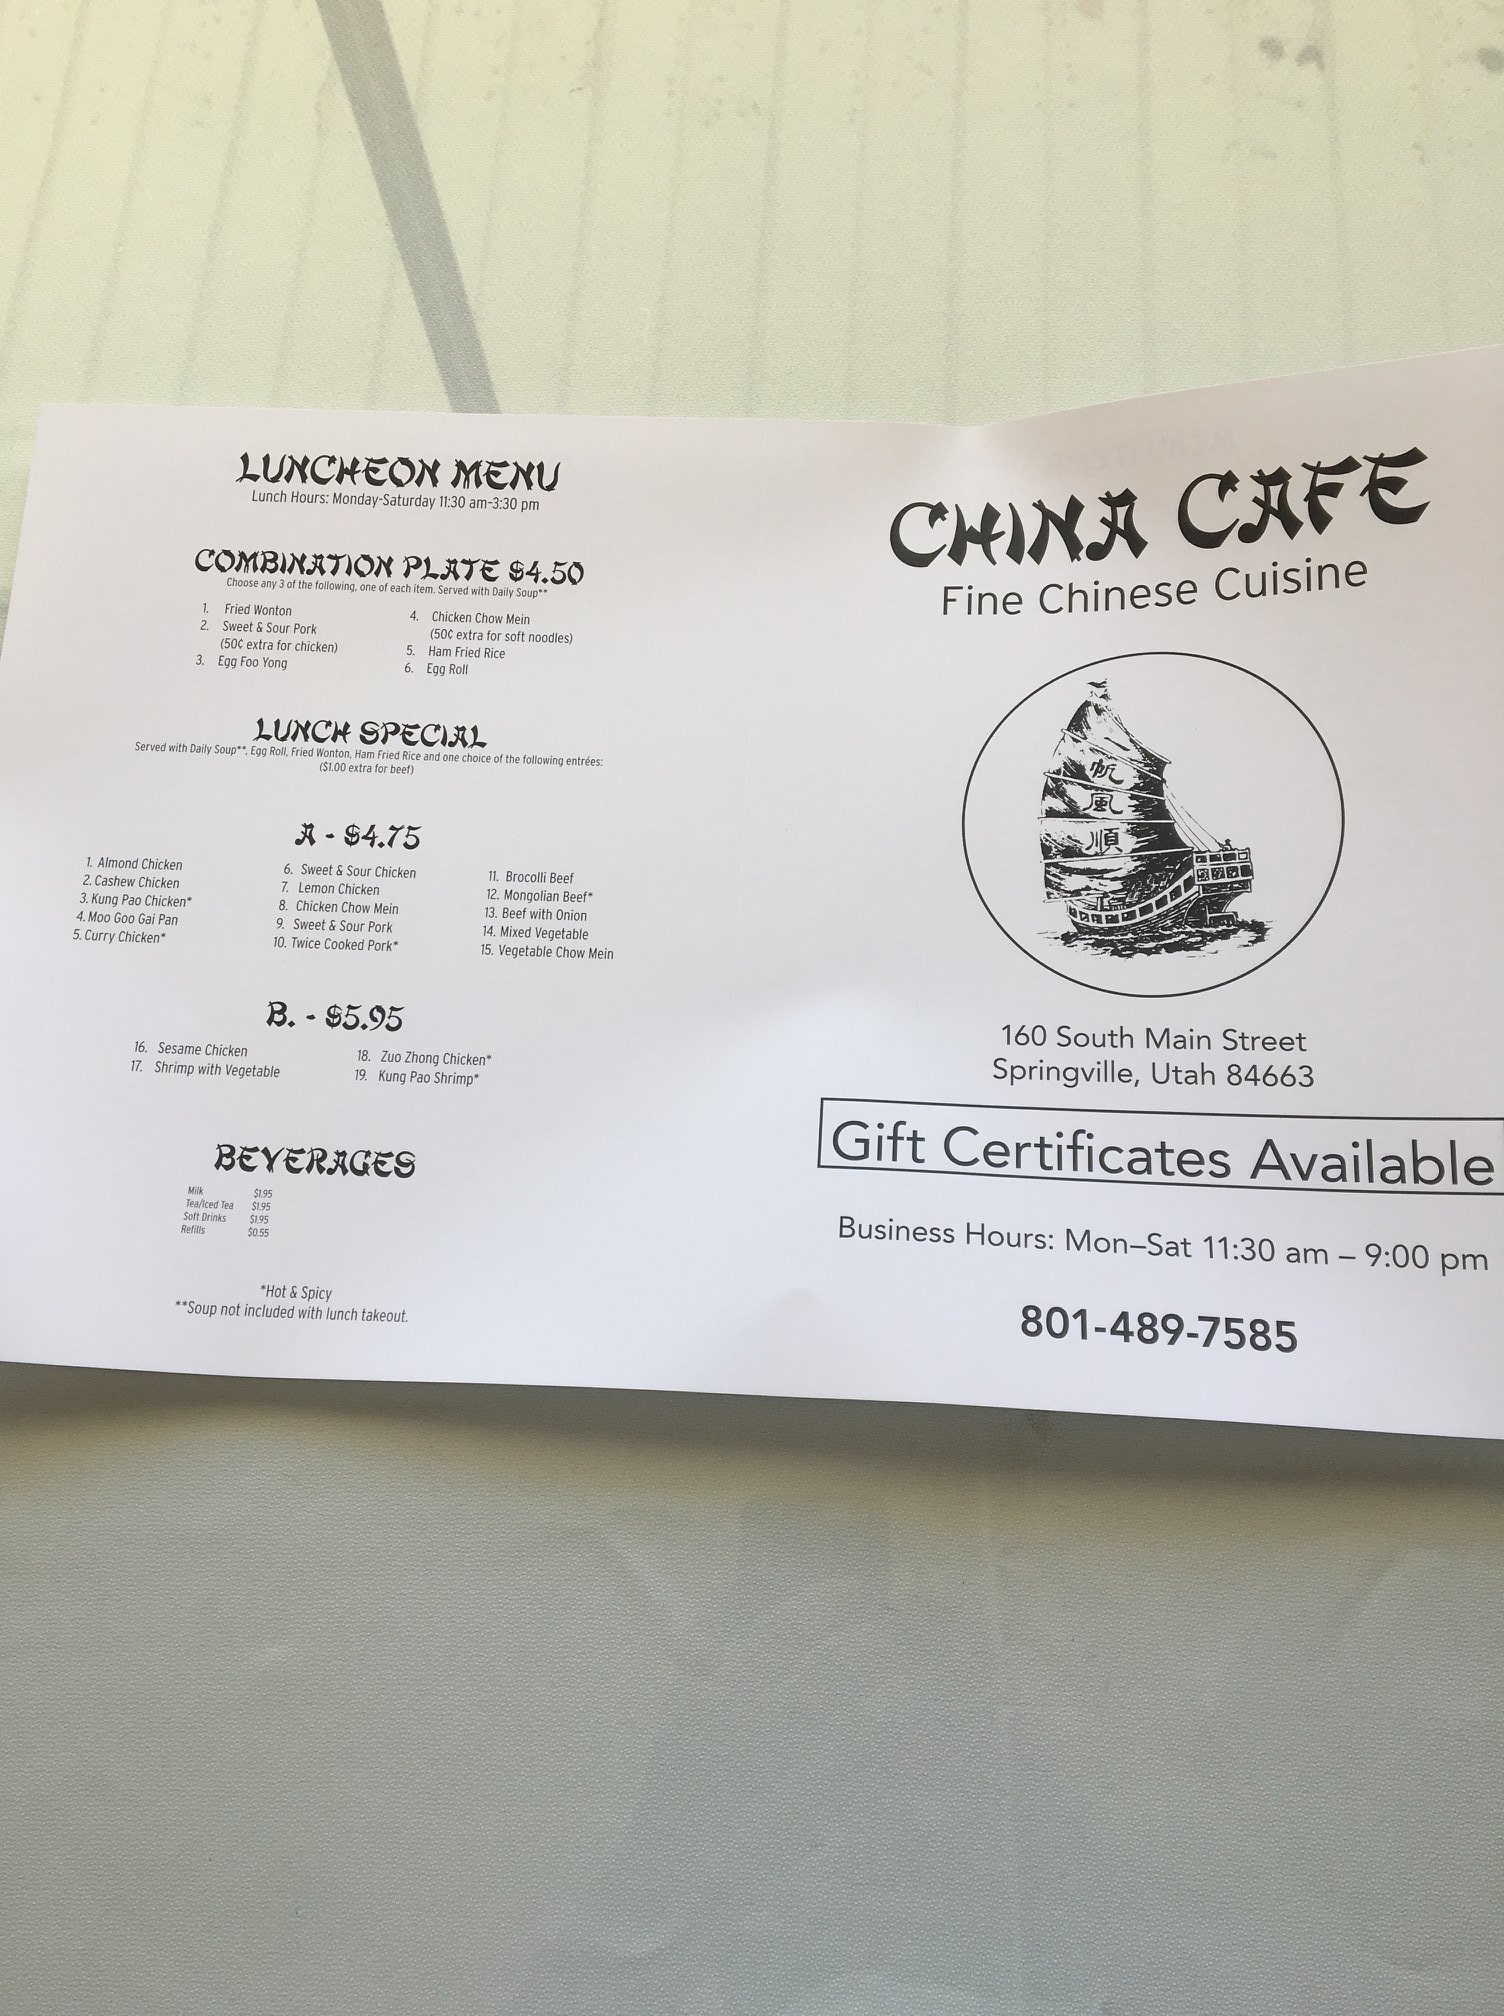 LUNCHEON MENU
Lunch Hours: Monday-Saturday 11:30 am-3:30 pm
COMBINATION PLATE $4.50
Choose any 3 of the following, one of each item. Served with Daily Soup**
1. Fried Wonton
2. Sweet & Sour Pork
(50¢ extra for chicken)
3. Egg Foo Yong
4. Chicken Chow Mein
(50¢ extra for soft noodles)
5. Ham Fried Rice
6. Egg Roll
LUNCH SPECIAL
Served with Daily Soup**, Egg Roll, Fried Wonton, Ham Fried Rice and one choice of the following entrées:
($1.00 extra for beef)
A - $4.75
1. Almond Chicken
2. Cashew Chicken
3. Kung Pao Chicken*
4. Moo Goo Gai Pan
5. Curry Chicken*
6. Sweet & Sour Chicken
7. Lemon Chicken
8. Chicken Chow Mein
9. Sweet & Sour Pork
10. Twice Cooked Pork*
11. Brocolli Beef
12. Mongolian Beef*
13. Beef with Onion
14. Mixed Vegetable
15. Vegetable Chow Mein
B. - $5.95
16. Sesame Chicken
17. Shrimp with Vegetable
18. Zuo Zhong Chicken*
19. Kung Pao Shrimp*
BEVERAGES
Milk $1.95
Tea/Iced Tea $1.95
Soft Drinks $1.95
Refills $0.55
*Hot & Spicy
**Soup not included with lunch takeout.
CHINA CAFE
Fine Chinese Cuisine
一
帆
風
順
160 South Main Street
Springville, Utah 84663
Gift Certificates Available
Business Hours: Mon–Sat 11:30 am – 9:00 pm
801-489-7585